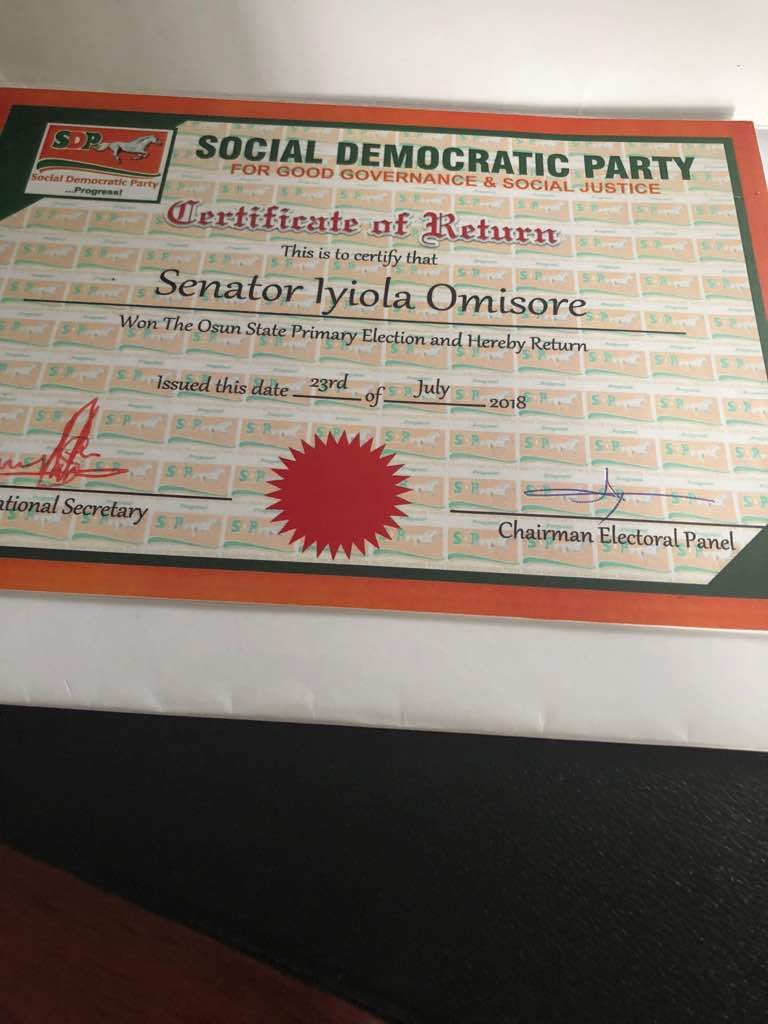 SDP
Social Democratic Party
...Progress!
SOCIAL DEMOCRATIC PARTY
FOR GOOD GOVERNANCE & SOCIAL JUSTICE
Certificate of Return
This is to certify that
Senator Iyiola Omisore
Won The Osun State Primary Election and Hereby Return
Issued this date 23rd of July 2018
ational Secretary
Chairman Electoral Panel